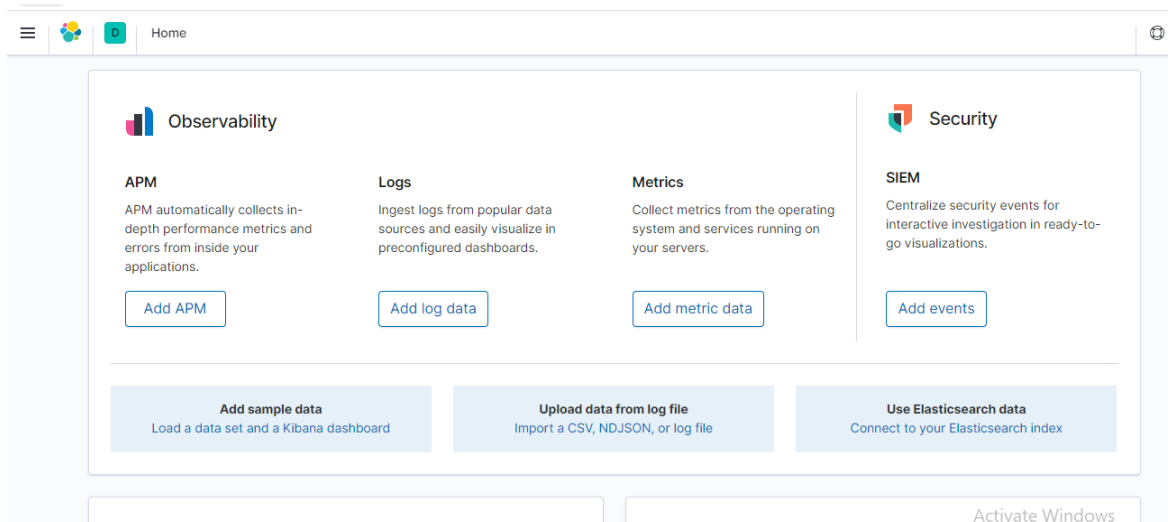 D
Home
Observability
APM
APM automatically collects in-
depth performance metrics and
errors from inside your
applications.
Add APM
Logs
Ingest logs from popular data
sources and easily visualize in
preconfigured dashboards.
Add log data
Metrics
Collect metrics from the operating
system and services running on
your servers.
Add metric data
Security
SIEM
Centralize security events for
interactive investigation in ready-to-
go visualizations.
Add events
Add sample data
Load a data set and a Kibana dashboard
Upload data from log file
Import a CSV, NDJSON, or log file
Use Elasticsearch data
Connect to your Elasticsearch index
Activate Windows